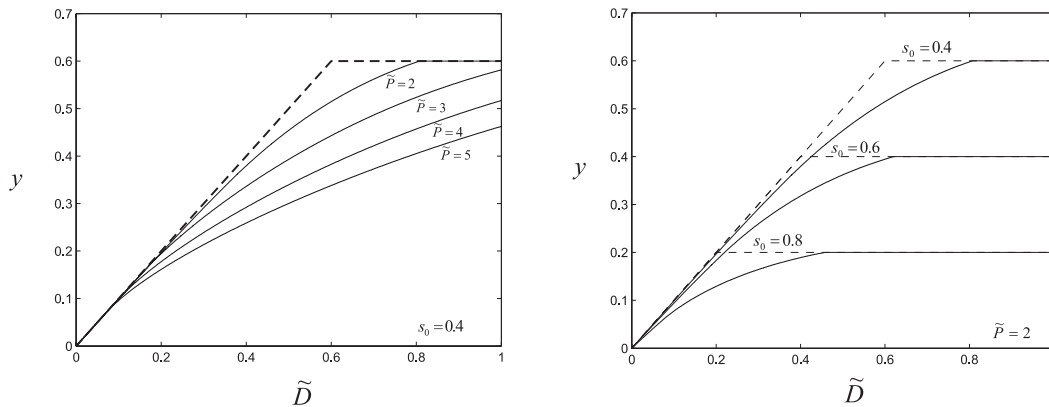 0.7
0.6
0.5
0.4
0.3
0.2
0.1
0
y
P̃ = 2
P̃ = 3
P̃ = 4
P̃ = 5
s₀ = 0.4
0 0.2 0.4 0.6 0.8 1
D̃
0.7
0.6
0.5
0.4
0.3
0.2
0.1
0
y
s₀ = 0.4
s₀ = 0.6
s₀ = 0.8
P̃ = 2
0 0.2 0.4 0.6 0.8
D̃